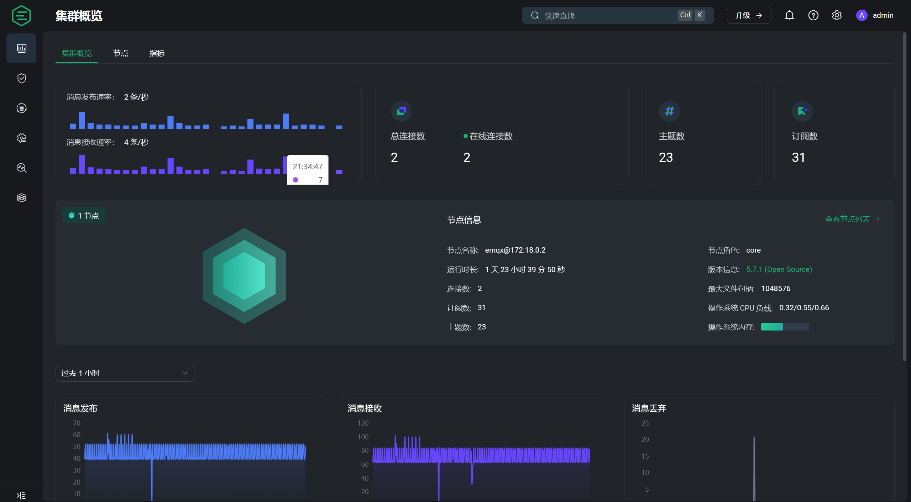 集群概览
快速查找
Ctrl K
升级 →
A admin
集群概览
节点
指标
消息发布速率: 2 条/秒
消息接收速率: 4 条/秒
21:34:47
7
总连接数
2
在线连接数
2
主题数
23
订阅数
31
1 节点
节点信息
查看节点列表
节点名称: emqx@172.18.0.2
运行时长: 1 天 23 小时 39 分 50 秒
连接数: 2
订阅数: 31
主题数: 23
节点角色: core
版本信息: 5.7.1 (Open Source)
最大文件句柄: 1048576
操作系统 CPU 负载: 0.32/0.55/0.66
操作系统内存:
过去 1 小时
消息发布
70
60
50
40
30
20
10
消息接收
120
100
80
60
40
20
消息丢弃
25
20
15
10
5